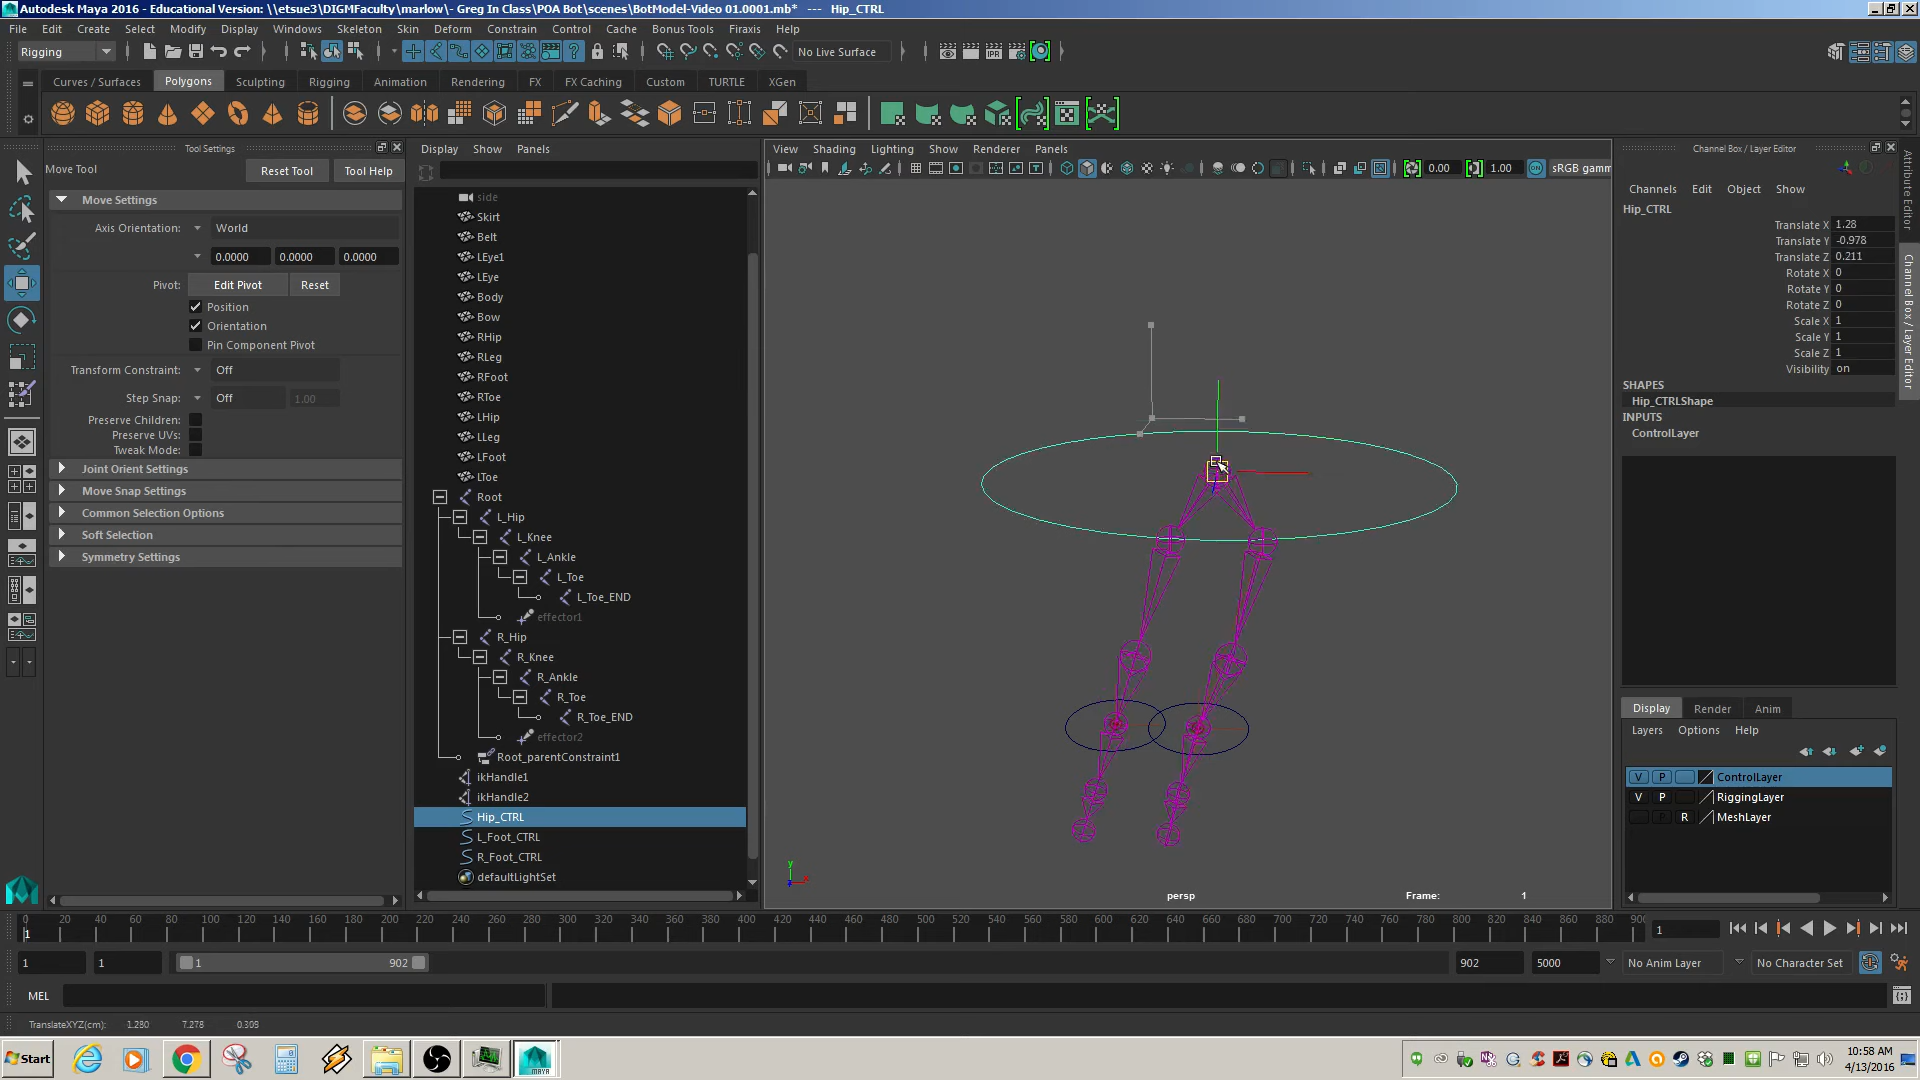 Autodesk Maya 2016 - Educational Version: \\etsue3\DIGMFaculty\marlow\- Greg In Class\POA Bot\scenes\BotModel-Video 01.0001.mb* --- Hip_CTRL
File Edit Create Select Modify Display Windows Skeleton Skin Deform Constrain Control Cache Bonus Tools Firaxis Help
Rigging No Live Surface IPR
Curves / Surfaces Polygons Sculpting Rigging Animation Rendering FX FX Caching Custom TURTLE XGen
Tool Settings
Move Tool Reset Tool Tool Help
Move Settings
Axis Orientation: World
0.0000 0.0000 0.0000
Pivot: Edit Pivot Reset
Position
Orientation
Pin Component Pivot
Transform Constraint: Off
Step Snap: Off 1.00
Preserve Children:
Preserve UVs:
Tweak Mode:
Joint Orient Settings
Move Snap Settings
Common Selection Options
Soft Selection
Symmetry Settings
Display Show Panels
side
Skirt
Belt
LEye1
LEye
Body
Bow
RHip
RLeg
RFoot
RToe
LHip
LLeg
LFoot
LToe
Root
L_Hip
L_Knee
L_Ankle
L_Toe
L_Toe_END
effector1
R_Hip
R_Knee
R_Ankle
R_Toe
R_Toe_END
effector2
Root_parentConstraint1
ikHandle1
ikHandle2
Hip_CTRL
L_Foot_CTRL
R_Foot_CTRL
defaultLightSet
View Shading Lighting Show Renderer Panels
0.00 1.00 ON sRGB gamm
y
x
persp Frame: 1
Channel Box / Layer Editor
Channels Edit Object Show
Hip_CTRL
Translate X 1.28
Translate Y -0.978
Translate Z 0.211
Rotate X 0
Rotate Y 0
Rotate Z 0
Scale X 1
Scale Y 1
Scale Z 1
Visibility on
SHAPES
Hip_CTRLShape
INPUTS
ControlLayer
Display Render Anim
Layers Options Help
V P ControlLayer
V P RiggingLayer
P R MeshLayer
Attribute Editor
Channel Box / Layer Editor
0 20 40 60 80 100 120 140 160 180 200 220 240 260 280 300 320 340 360 380 400 420 440 460 480 500 520 540 560 580 600 620 640 660 680 700 720 740 760 780 800 820 840 860 880 900
1 1
1 1 1 902 902 5000 No Anim Layer No Character Set
MEL
TranslateXYZ(cm): 1.280 7.278
Start MAYA 10:58 AM
4/13/2016